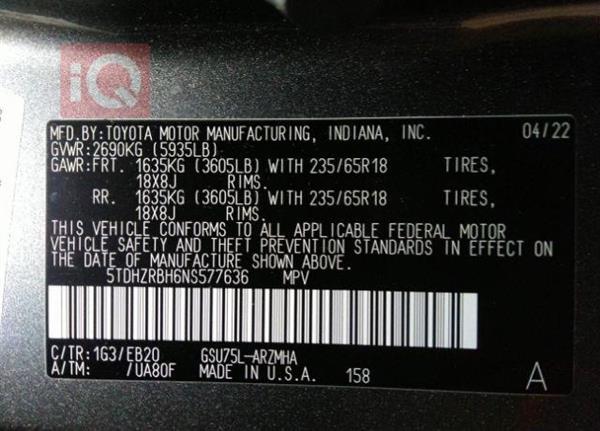 iQ
MFD.BY:TOYOTA MOTOR MANUFACTURING, INDIANA, INC. 04/22
GVWR:2690KG (5935LB)
GAWR:FRT. 1635KG (3605LB) WITH 235/65R18 TIRES,
18X8J RIMS.
RR. 1635KG (3605LB) WITH 235/65R18 TIRES,
18X8J RIMS.
THIS VEHICLE CONFORMS TO ALL APPLICABLE FEDERAL MOTOR
VEHICLE SAFETY AND THEFT PREVENTION STANDARDS IN EFFECT ON
THE DATE OF MANUFACTURE SHOWN ABOVE.
5TDHZRBH6NS577636 MPV
C/TR:1G3/EB20 GSU75L-ARZMHA
A/TM: /UA80F MADE IN U.S.A. 158 A